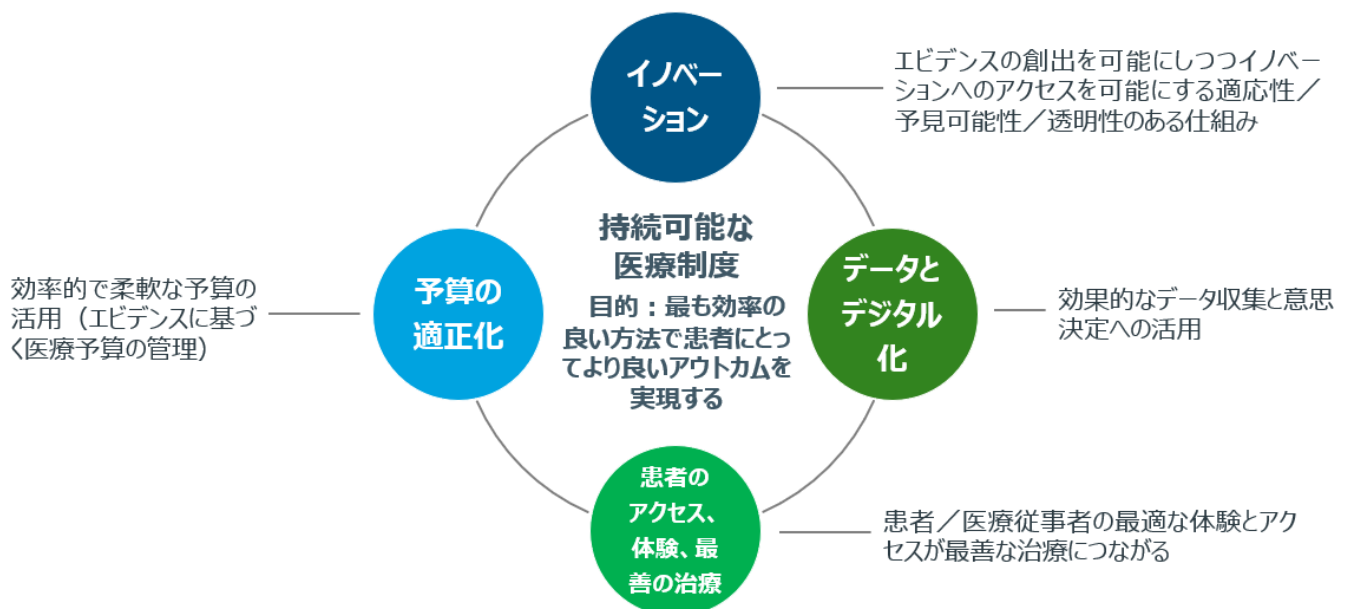 イノベー
ション
エビデンスの創出を可能にしつつイノベー
ションへのアクセスを可能にする適応性／
予見可能性／透明性のある仕組み
持続可能な
医療制度
目的：最も効率の
良い方法で患者にとっ
てより良いアウトカムを
実現する
予算の
適正化
効率的で柔軟な予算の
活用（エビデンスに基づ
く医療予算の管理）
データと
デジタル
化
効果的なデータ収集と意思
決定への活用
患者の
アクセス、
体験、最
善の治療
患者／医療従事者の最適な体験とアク
セスが最善な治療につながる